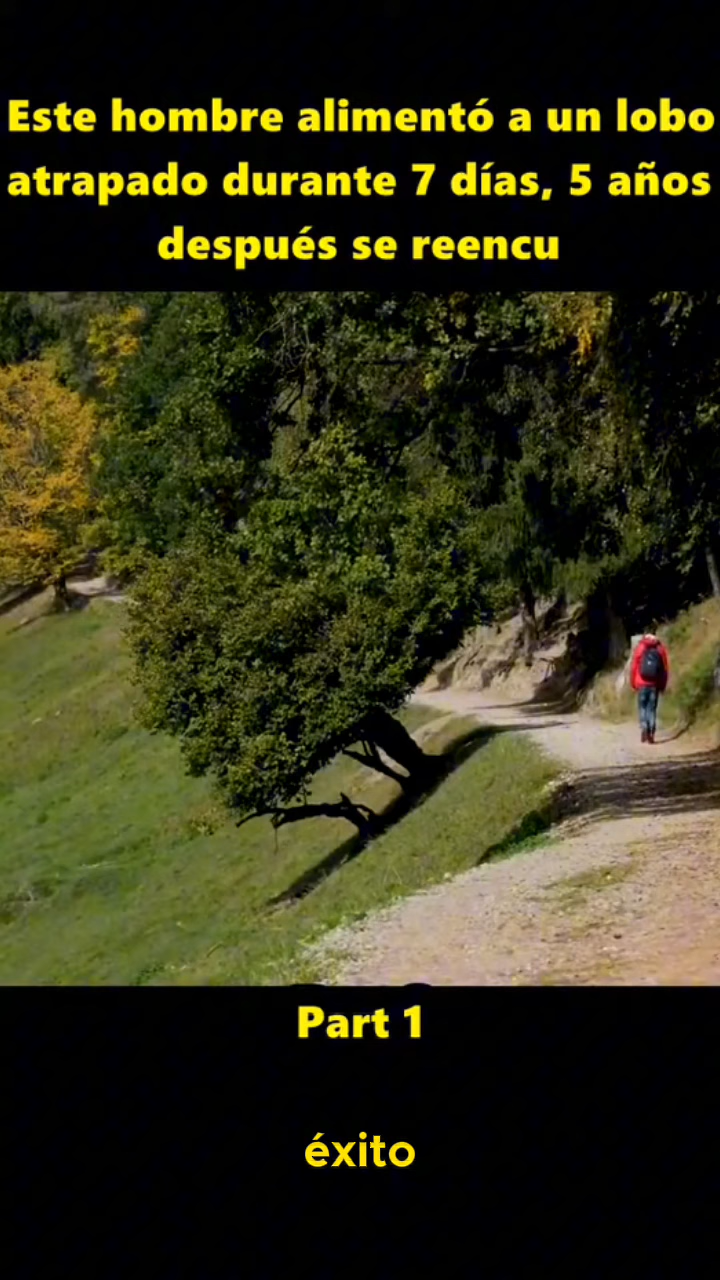 Este hombre alimentó a un lobo
atrapado durante 7 días, 5 años
después se reencu
Part 1
éxito